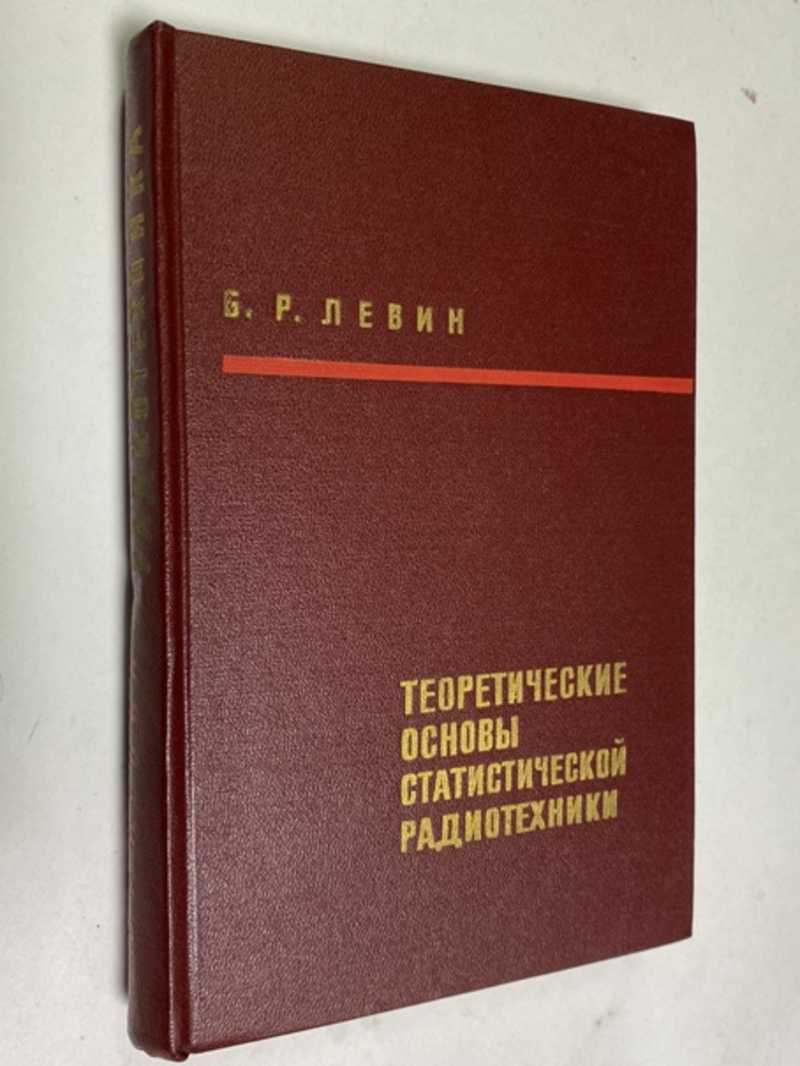 Б. Р. ЛЕВИН
ТЕОРЕТИЧЕСКИЕ
ОСНОВЫ
СТАТИСТИЧЕСКОЙ
РАДИОТЕХНИКИ